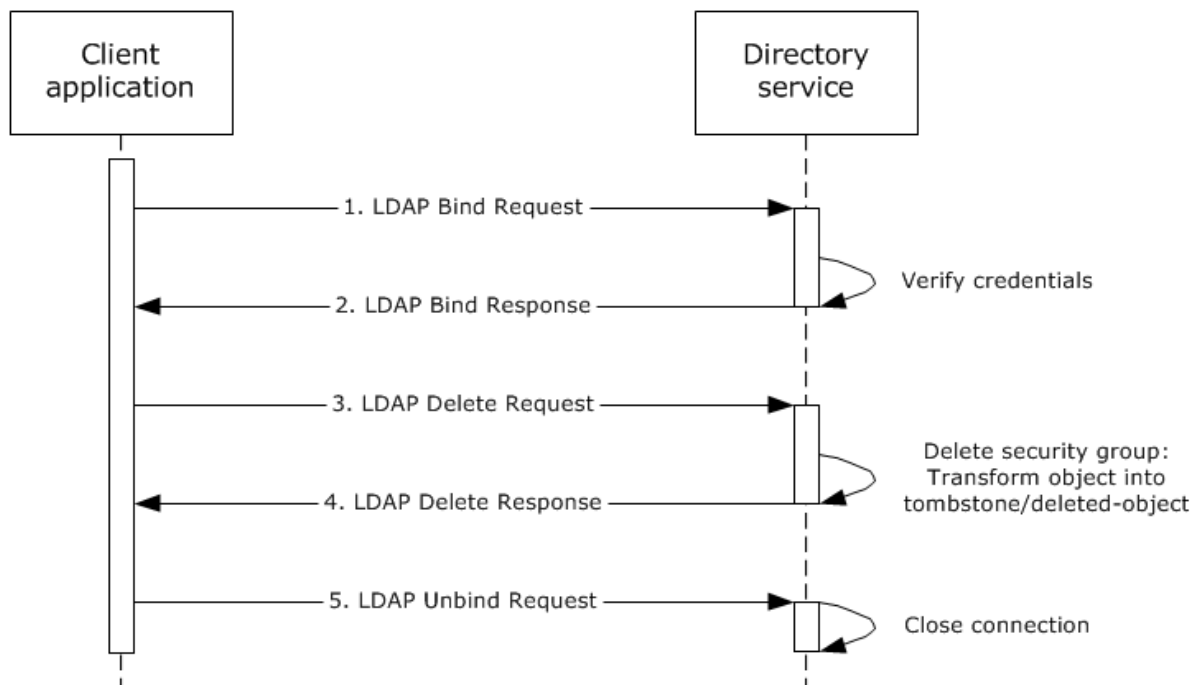 Client
application
Directory
service
1. LDAP Bind Request
Verify credentials
2. LDAP Bind Response
3. LDAP Delete Request
Delete security group:
Transform object into
tombstone/deleted-object
4. LDAP Delete Response
5. LDAP Unbind Request
Close connection